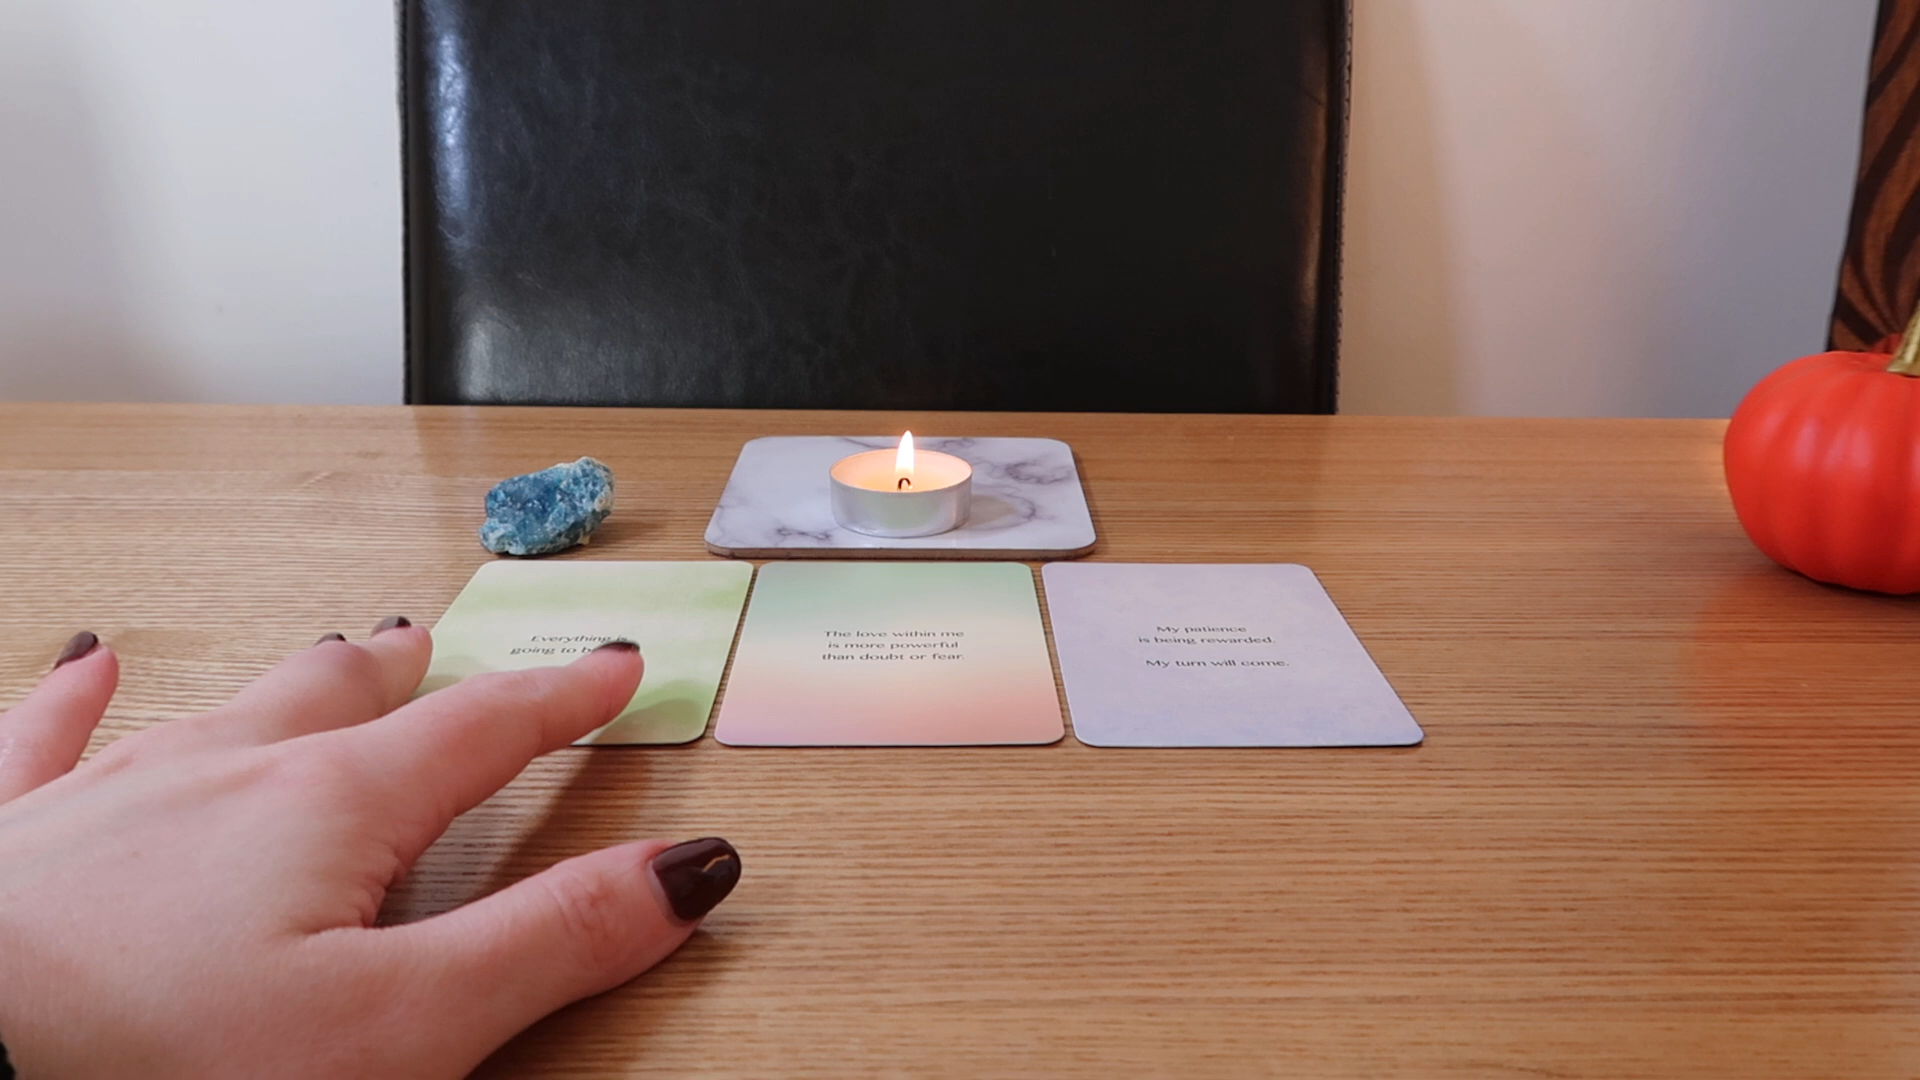 Everything is
going to
The love within me
is more powerful
than doubt or fear.
My patience
is being rewarded.
My turn will come.